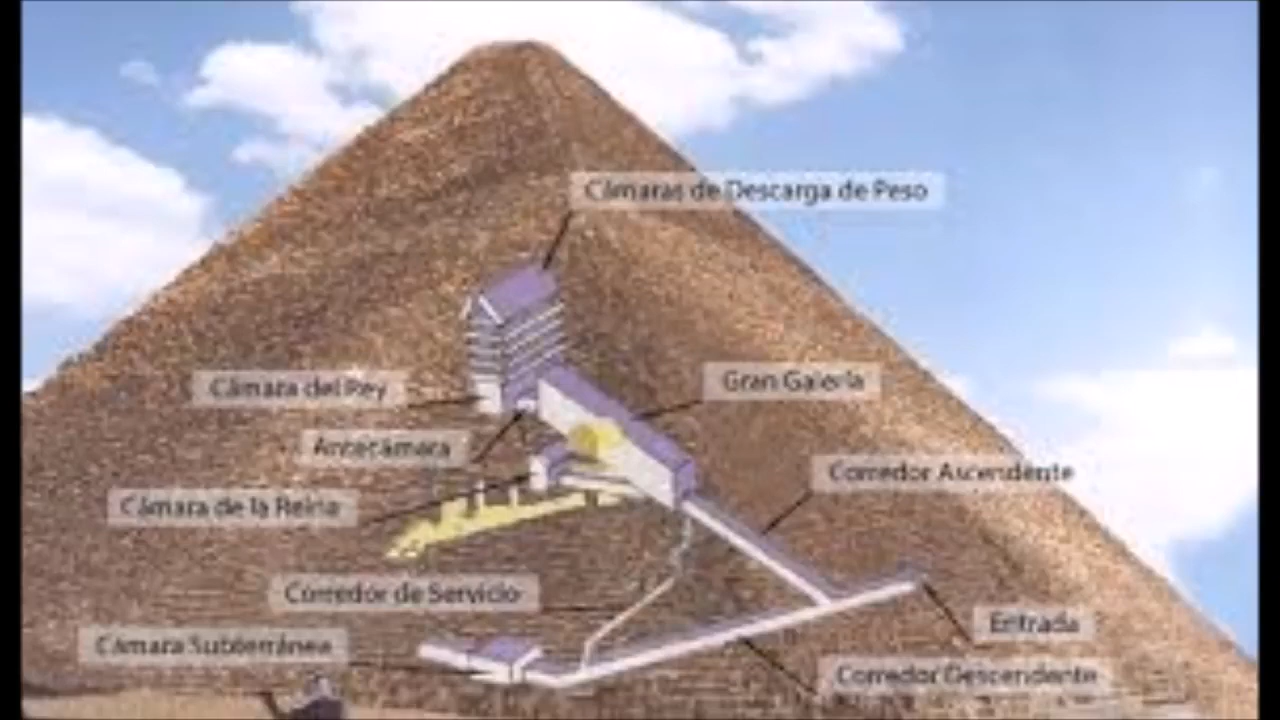 Cámaras de Descarga de Peso
Cámara del Rey
Gran Galería
Antecámara
Corredor Ascendente
Cámara de la Reina
Corredor de Servicio
Entrada
Cámara Subterránea
Corredor Descendente